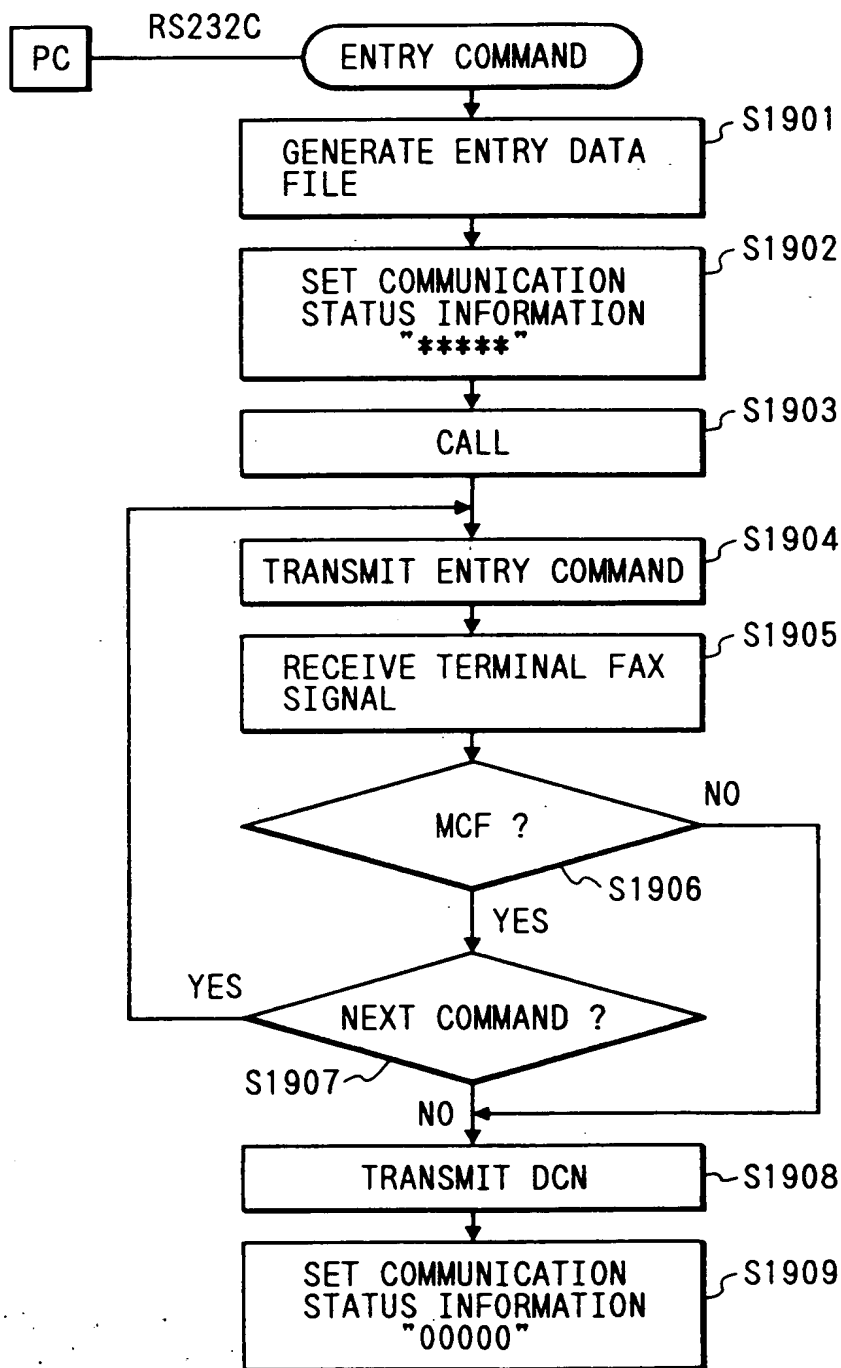 RS232C
PC
ENTRY COMMAND
S1901
GENERATE ENTRY DATA
FILE
S1902
SET COMMUNICATION
STATUS INFORMATION
"*****"
S1903
CALL
S1904
TRANSMIT ENTRY COMMAND
S1905
RECEIVE TERMINAL FAX
SIGNAL
NO
MCF ?
S1906
YES
YES
NEXT COMMAND ?
S1907
NO
TRANSMIT DCN
S1908
S1909
SET COMMUNICATION
STATUS INFORMATION
"00000"